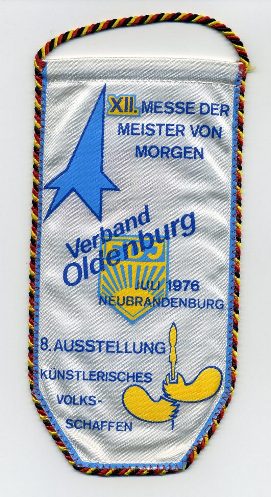 XII. MESSE DER
MEISTER VON
MORGEN
Verband
Oldenburg
JULI 1976
NEUBRANDENBURG
8. AUSSTELLUNG
KÜNSTLERISCHES
VOLKS-
SCHAFFEN